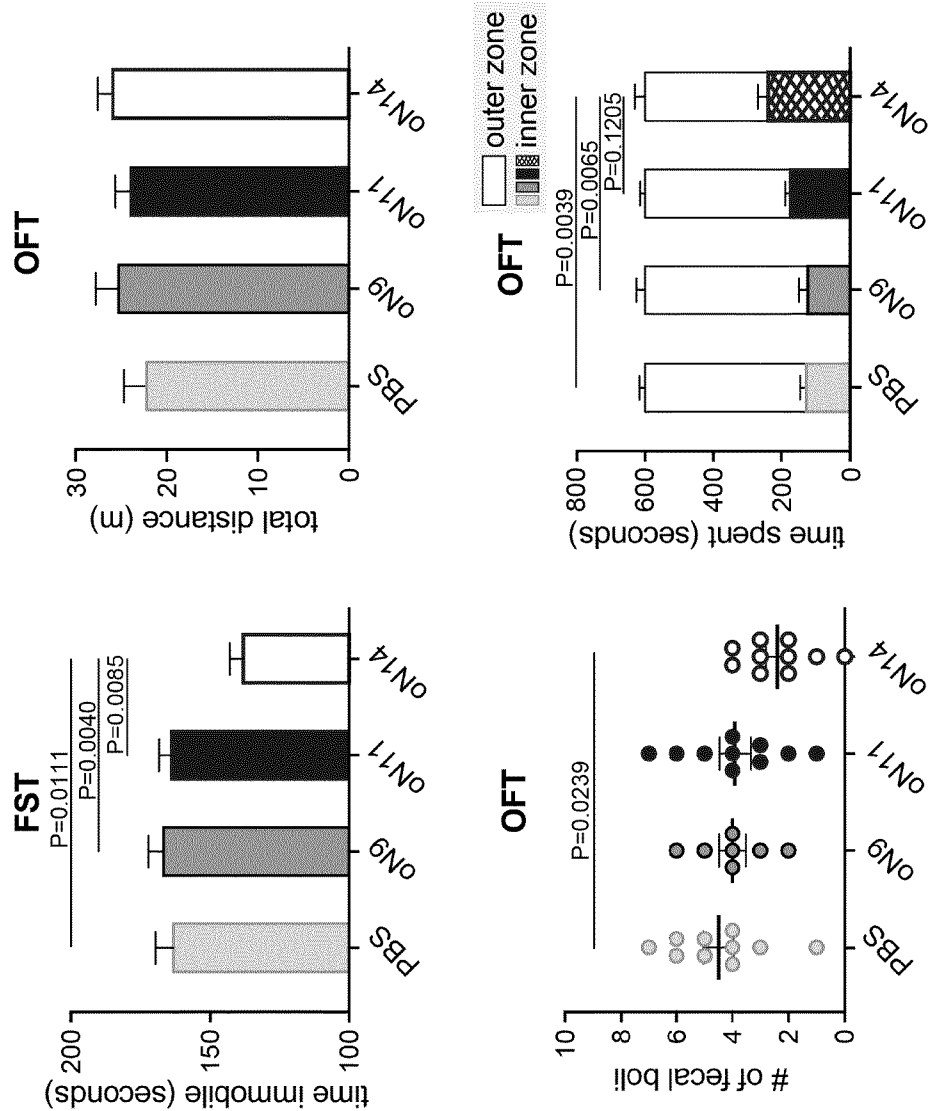 FST
P=0.0111
P=0.0040
P=0.0085
200
150
100
time immobile (seconds)
PBS
oN9
oN11
oN14
OFT
30
20
10
0
total distance (m)
PBS
oN9
oN11
oN14
OFT
P=0.0239
10
8
6
4
2
0
# of fecal boli
PBS
oN9
oN11
oN14
OFT
outer zone
inner zone
P=0.0039
P=0.0065
P=0.1205
800
600
400
200
0
time spent (seconds)
PBS
oN9
oN11
oN14